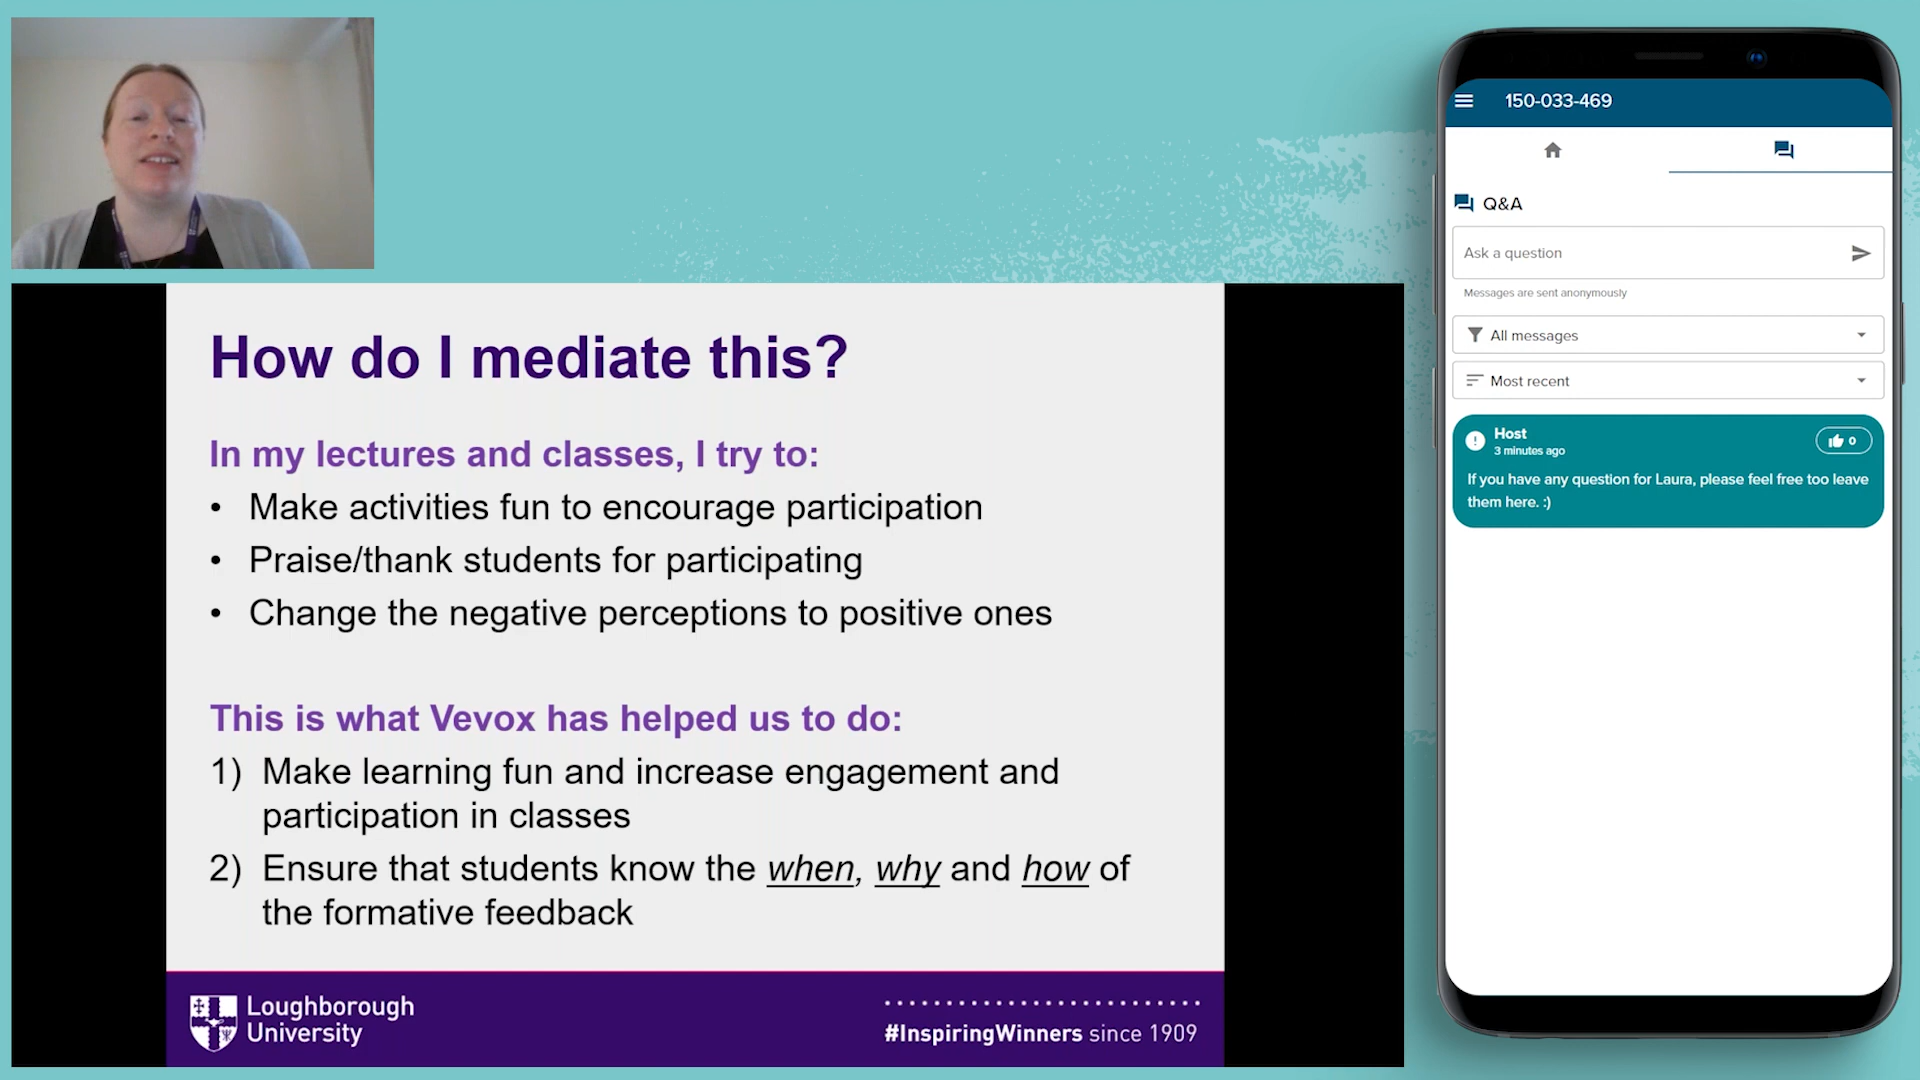 How do I mediate this?
In my lectures and classes, I try to:
• Make activities fun to encourage participation
• Praise/thank students for participating
• Change the negative perceptions to positive ones
This is what Vevox has helped us to do:
1) Make learning fun and increase engagement and
participation in classes
2) Ensure that students know the when, why and how of
the formative feedback
Loughborough
University
#InspiringWinners since 1909
150-033-469
Q&A
Ask a question
Messages are sent anonymously
All messages
Most recent
Host
3 minutes ago
0
If you have any question for Laura, please feel free too leave
them here. :)